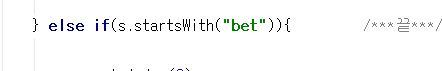 } else if(s.startsWith("bet")){ /***끝***/